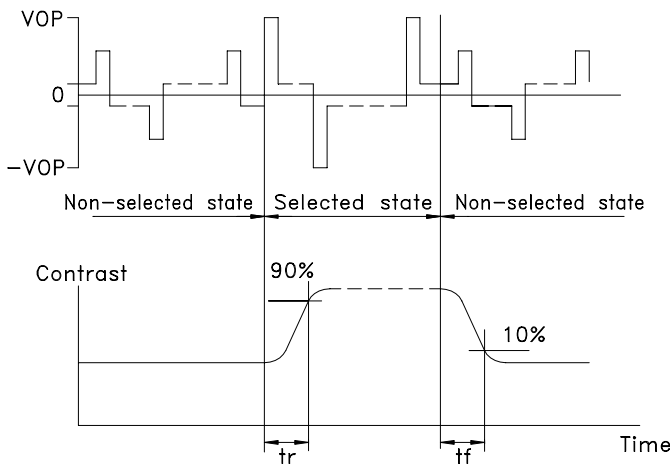 VOP
0
-VOP
Non-selected state
Selected state
Non-selected state
Contrast
90%
10%
Time
tr
tf